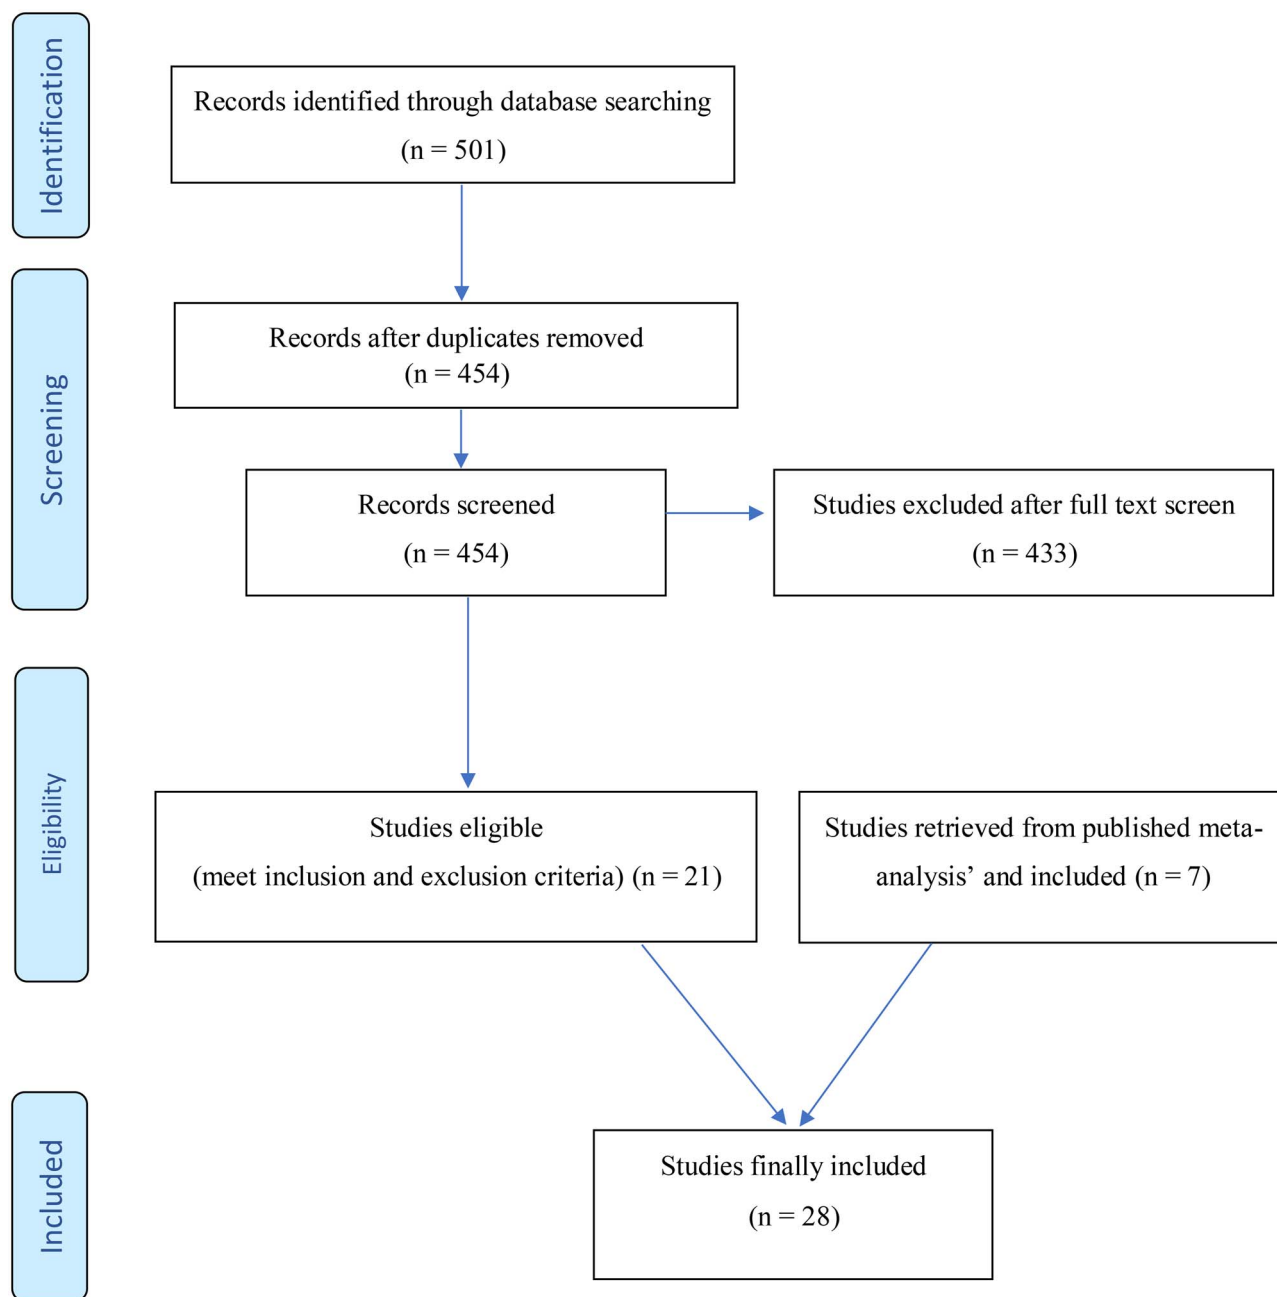 Identification
Records identified through database searching
(n = 501)
Screening
Records after duplicates removed
(n = 454)
Records screened
(n = 454)
Studies excluded after full text screen
(n = 433)
Eligibility
Studies eligible
(meet inclusion and exclusion criteria) (n = 21)
Studies retrieved from published meta-
analysis’ and included (n = 7)
Included
Studies finally included
(n = 28)